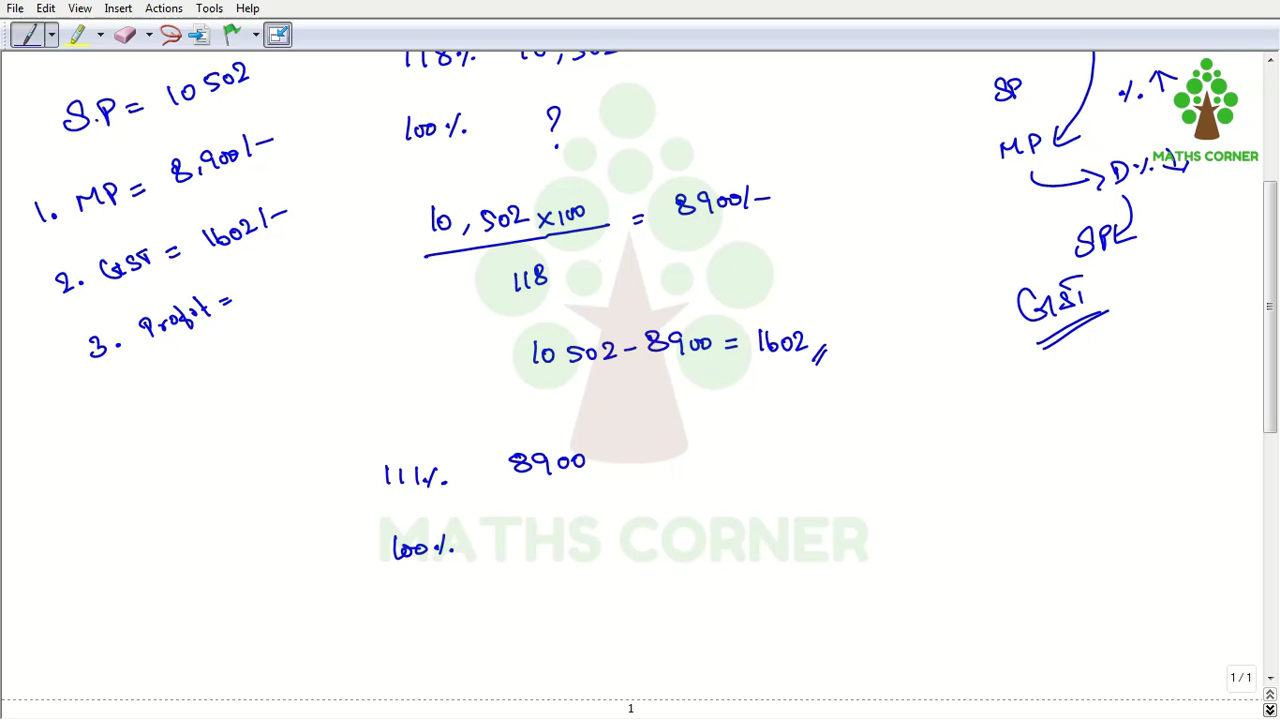 File Edit View Insert Actions Tools Help
118% 10,502
S.P = 10502
100% ?
1. MP = 8,900/-
10,502 x 100 / 118 = 8900/-
2. GST = 1602/-
3. Profit =
10502 - 8900 = 1602
111% 8900
100%
SP
% ↑
MP
D% ↓
SP
GST
MATHS CORNER
MATHS CORNER
1 / 1
1